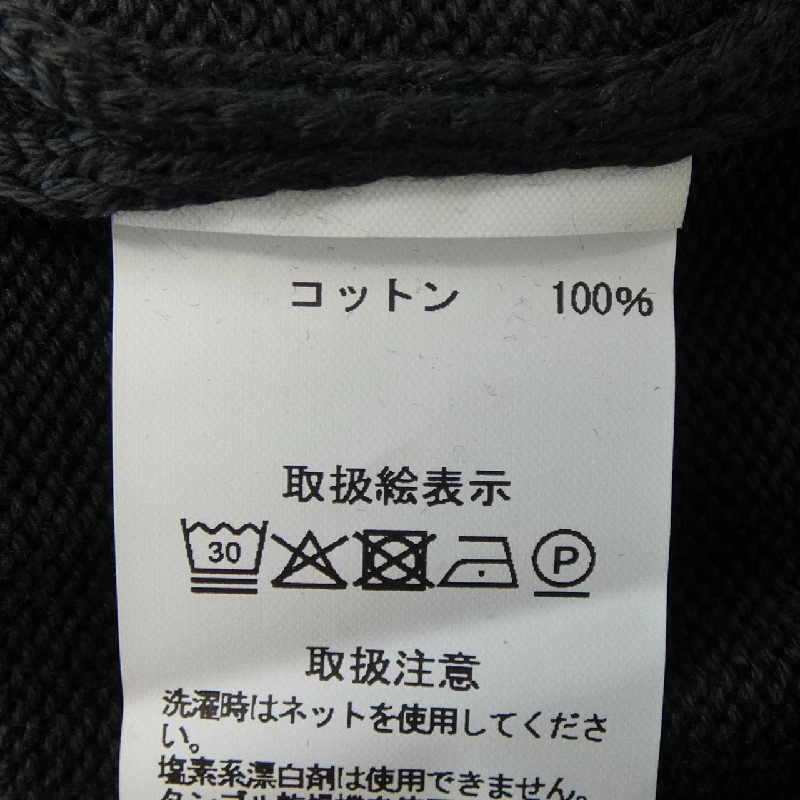 コットン 100%
取扱絵表示
30 P
取扱注意
洗濯時はネットを使用してくださ
い。
塩素系漂白剤は使用できません。